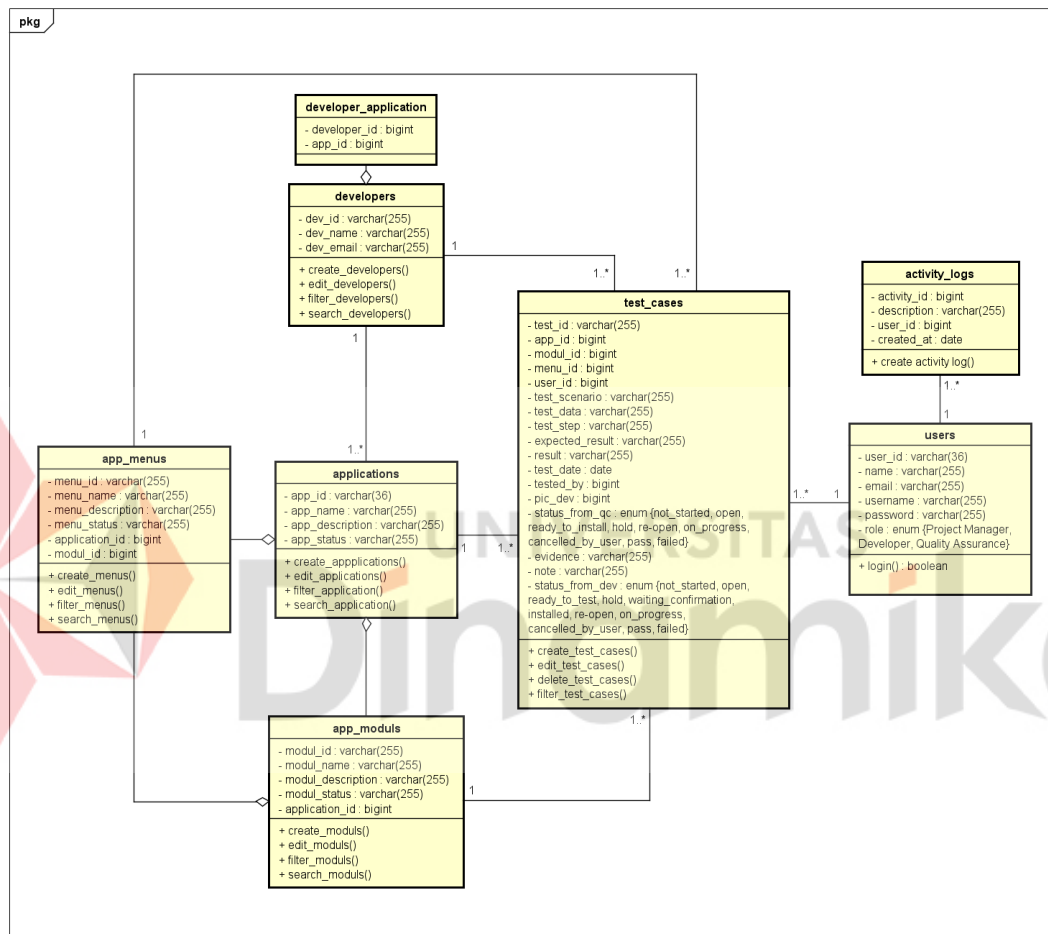 pkg
developer_application
- developer_id : bigint
- app_id : bigint
developers
- dev_id : varchar(255)
- dev_name : varchar(255)
- dev_email : varchar(255)
+ create_developers()
+ edit_developers()
+ filter_developers()
+ search_developers()
1
1..*
1..*
1
1..*
1
test_cases
- test_id : varchar(255)
- app_id : bigint
- modul_id : bigint
- menu_id : bigint
- user_id : bigint
- test_scenario : varchar(255)
- test_data : varchar(255)
- test_step : varchar(255)
- expected_result : varchar(255)
- result : varchar(255)
- test_date : date
- tested_by : bigint
- pic_dev : bigint
- status_from_qc : enum {not_started, open,
ready_to_install, hold, re-open, on_progress,
cancelled_by_user, pass, failed}
- evidence : varchar(255)
- note : varchar(255)
- status_from_dev : enum {not_started, open,
ready_to_test, hold, waiting_confirmation,
installed, re-open, on_progress,
cancelled_by_user, pass, failed}
+ create_test_cases()
+ edit_test_cases()
+ delete_test_cases()
+ filter_test_cases()
activity_logs
- activity_id : bigint
- description : varchar(255)
- user_id : bigint
- created_at : date
+ create activity log()
1..*
1
users
- user_id : varchar(36)
- name : varchar(255)
- email : varchar(255)
- username : varchar(255)
- password : varchar(255)
- role : enum {Project Manager,
Developer, Quality Assurance}
+ login() : boolean
1..*
1
app_menus
- menu_id : varchar(255)
- menu_name : varchar(255)
- menu_description : varchar(255)
- menu_status : varchar(255)
- application_id : bigint
- modul_id : bigint
+ create_menus()
+ edit_menus()
+ filter_menus()
+ search_menus()
applications
- app_id : varchar(36)
- app_name : varchar(255)
- app_description : varchar(255)
- app_status : varchar(255)
+ create_appplications()
+ edit_applications()
+ filter_application()
+ search_application()
1
1..*
app_moduls
- modul_id : varchar(255)
- modul_name : varchar(255)
- modul_description : varchar(255)
- modul_status : varchar(255)
- application_id : bigint
+ create_moduls()
+ edit_moduls()
+ filter_moduls()
+ search_moduls()
1
1..*
UNIVERSITAS
Dinamika